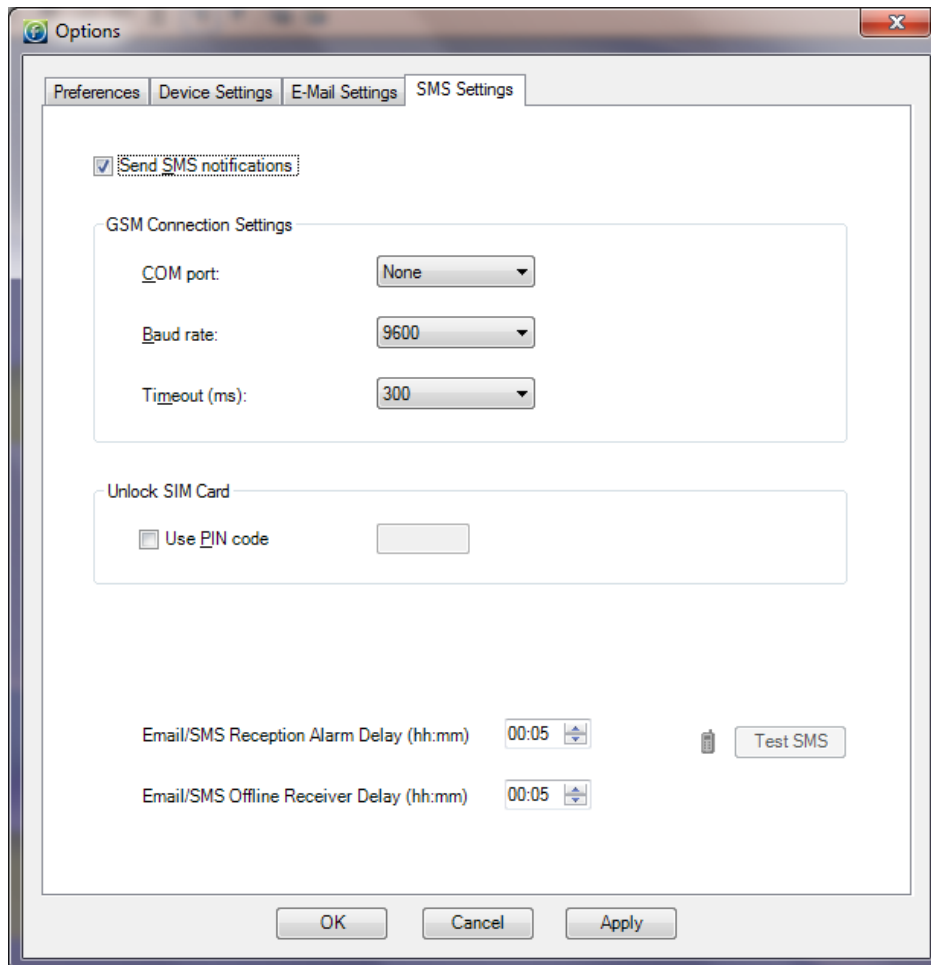 Options
Preferences Device Settings E-Mail Settings SMS Settings
Send SMS notifications
GSM Connection Settings
COM port: None
Baud rate: 9600
Timeout (ms): 300
Unlock SIM Card
Use PIN code
Email/SMS Reception Alarm Delay (hh:mm) 00:05 Test SMS
Email/SMS Offline Receiver Delay (hh:mm) 00:05
OK Cancel Apply